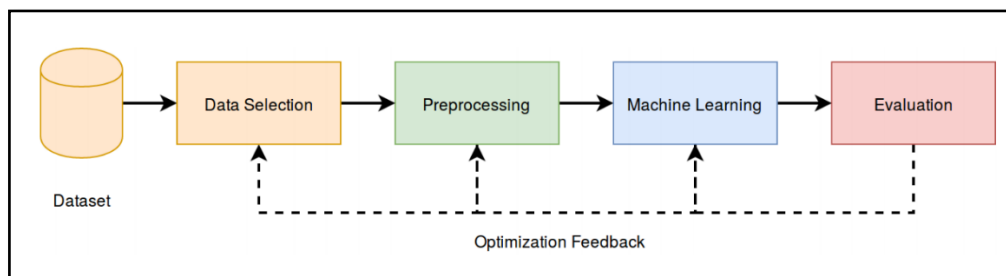 Data Selection
Preprocessing
Machine Learning
Evaluation
Dataset
Optimization Feedback